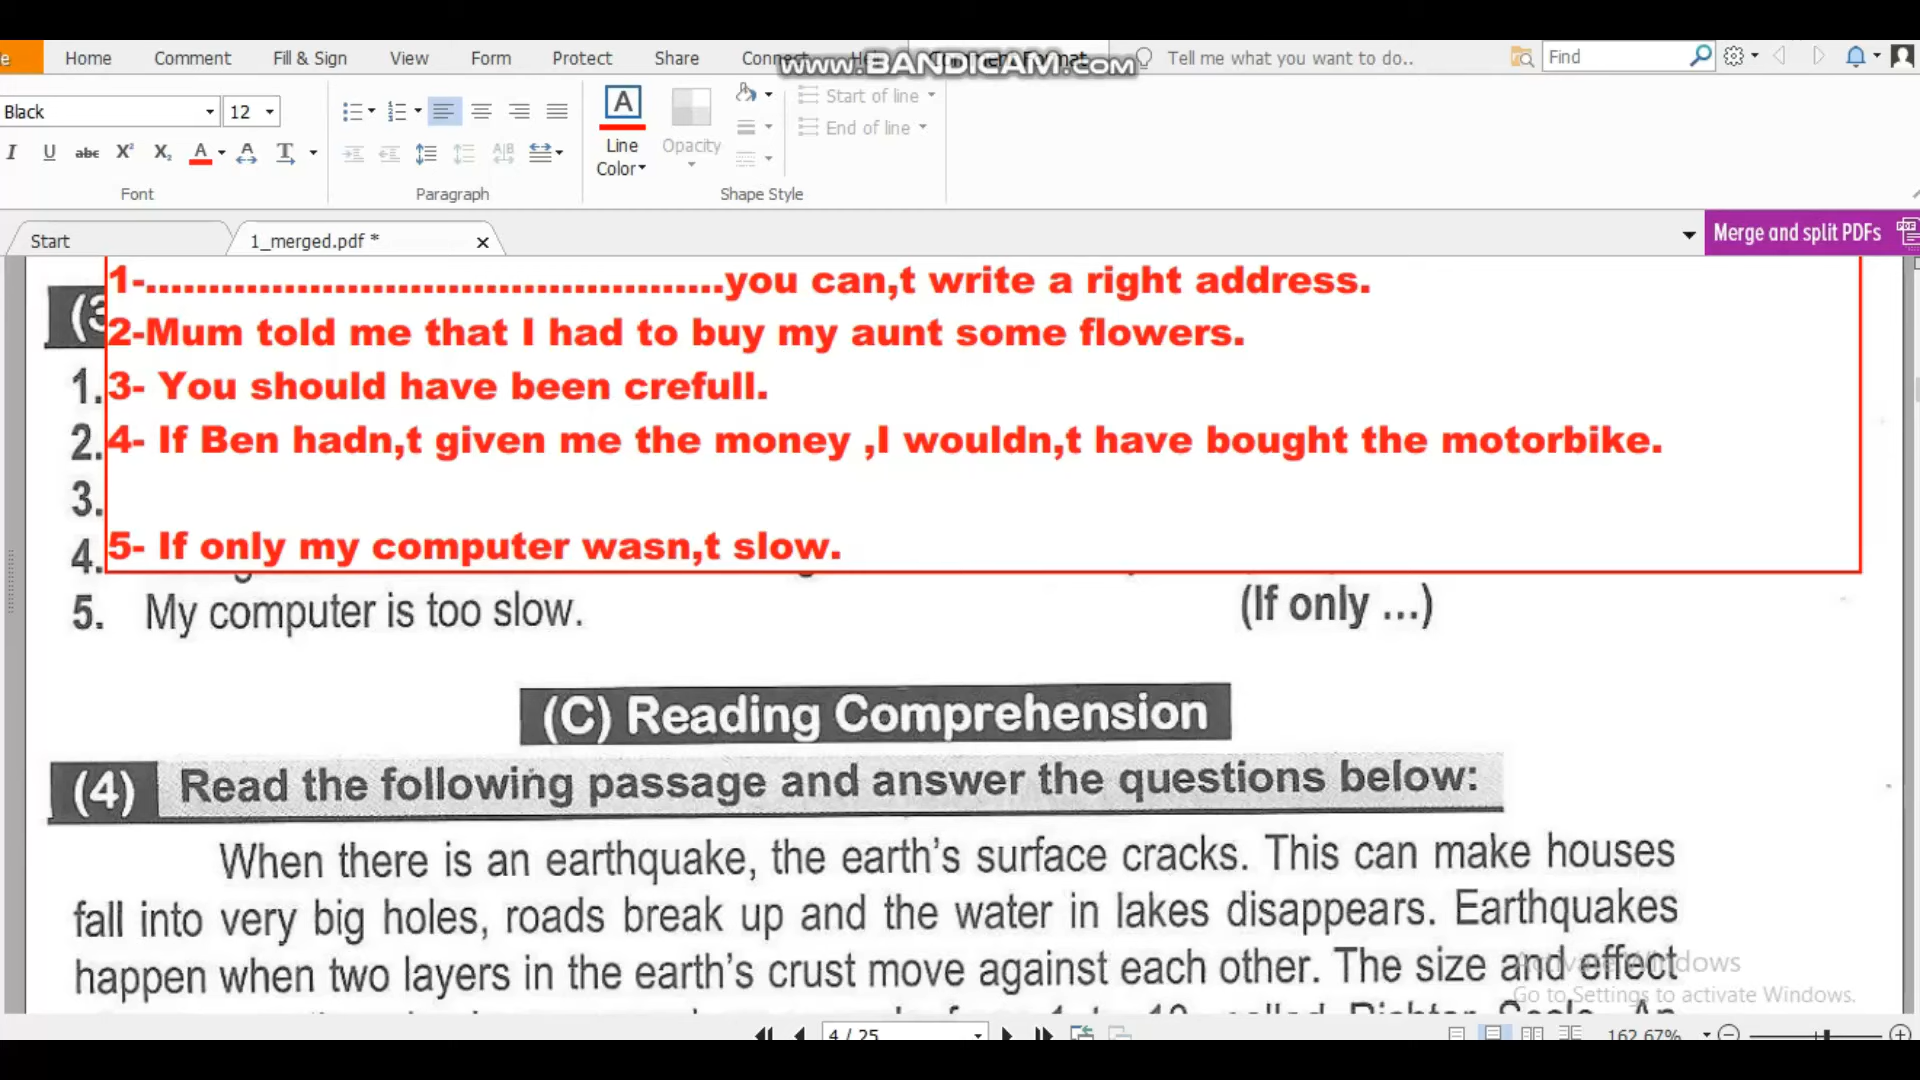 Home Comment Fill & Sign View Form Protect Share Connect Tell me what you want to do.. Find
www.BANDICAM.com
Black 12 Start of line
End of line
Line Color Opacity
Font Paragraph Shape Style
Start 1_merged.pdf * Merge and split PDFs
1-..............................................you can,t write a right address.
2-Mum told me that I had to buy my aunt some flowers.
1. 3- You should have been crefull.
2. 4- If Ben hadn,t given me the money ,I wouldn,t have bought the motorbike.
3.
4. 5- If only my computer wasn,t slow.
5. My computer is too slow. (If only ...)
(C) Reading Comprehension
(4) Read the following passage and answer the questions below:
When there is an earthquake, the earth's surface cracks. This can make houses
fall into very big holes, roads break up and the water in lakes disappears. Earthquakes
happen when two layers in the earth's crust move against each other. The size and effect
Activate Windows
Go to Settings to activate Windows.
4 / 25 162.67%